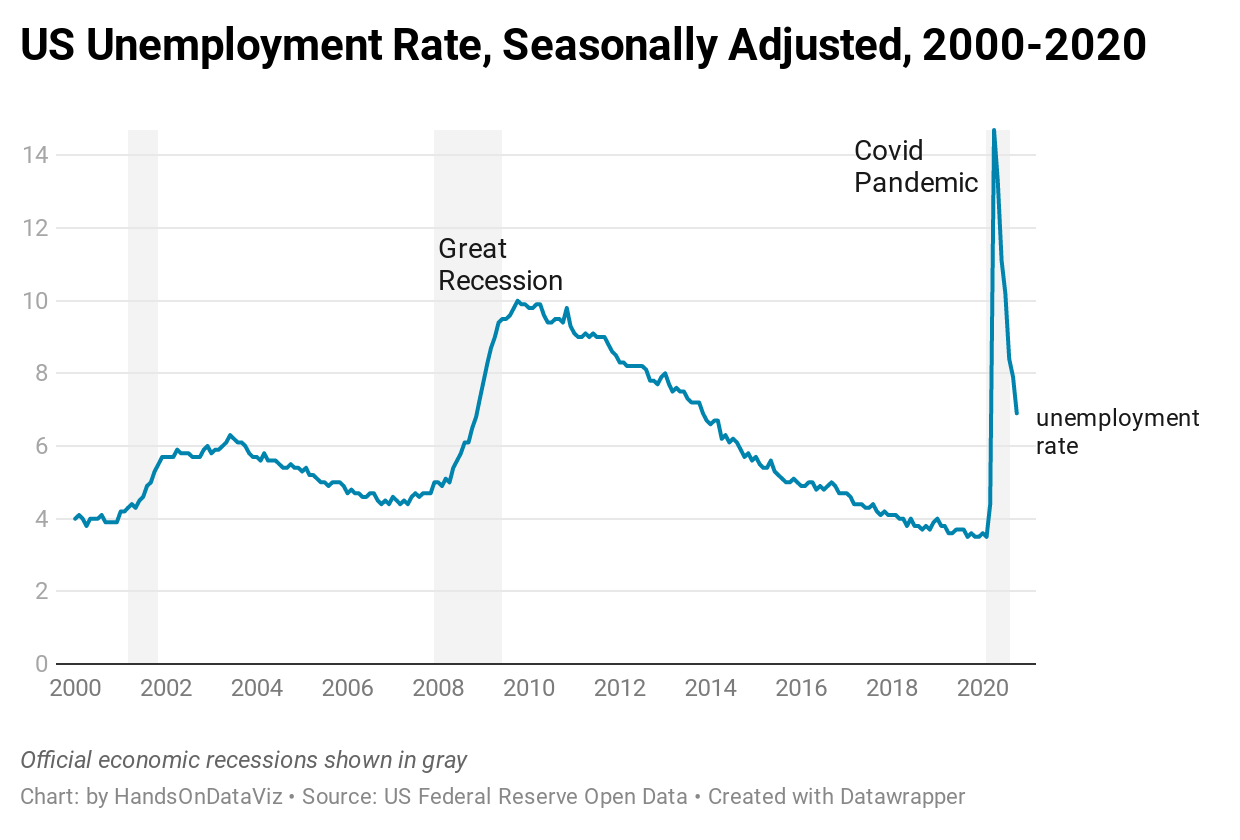 US Unemployment Rate, Seasonally Adjusted, 2000-2020
14
Covid
Pandemic
12
Great
Recession
10
8
unemployment
rate
6
4
2
0
2000 2002 2004 2006 2008 2010 2012 2014 2016 2018 2020
Official economic recessions shown in gray
Chart: by HandsOnDataViz • Source: US Federal Reserve Open Data • Created with Datawrapper